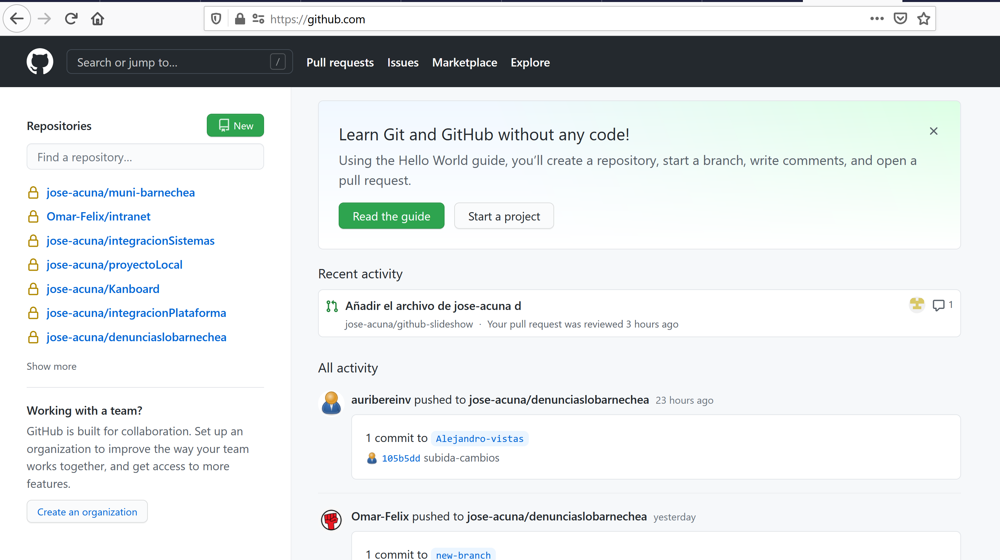 https://github.com
Search or jump to... /
Pull requests Issues Marketplace Explore
Repositories
New
Find a repository...
jose-acuna/muni-barnechea
Omar-Felix/intranet
jose-acuna/integracionSistemas
jose-acuna/proyectoLocal
jose-acuna/Kanboard
jose-acuna/integracionPlataforma
jose-acuna/denunciaslobarnechea
Show more
Working with a team?
GitHub is built for collaboration. Set up an
organization to improve the way your team
works together, and get access to more
features.
Create an organization
Learn Git and GitHub without any code!
Using the Hello World guide, you’ll create a repository, start a branch, write comments, and open a
pull request.
Read the guide
Start a project
Recent activity
Añadir el archivo de jose-acuna d
1
jose-acuna/github-slideshow · Your pull request was reviewed 3 hours ago
All activity
auribereinv pushed to jose-acuna/denunciaslobarnechea 23 hours ago
1 commit to Alejandro-vistas
105b5dd subida-cambios
Omar-Felix pushed to jose-acuna/denunciaslobarnechea yesterday
1 commit to new-branch